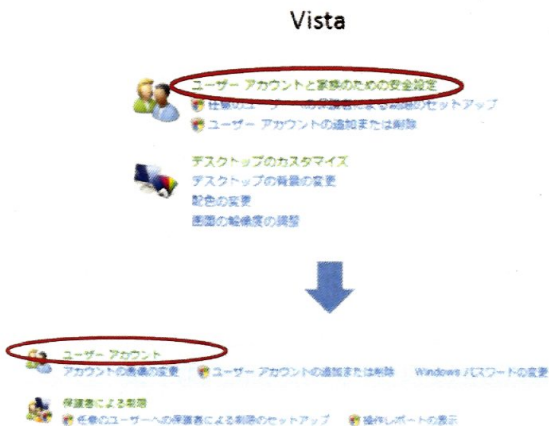 Vista
ユーザー アカウントと家族のための安全設定
任意のユーザーへの保護者による制限のセットアップ
ユーザー アカウントの追加または削除
デスクトップのカスタマイズ
デスクトップの背景の変更
配色の変更
画面の解像度の調整
ユーザー アカウント
アカウントの画像の変更 ユーザー アカウントの追加または削除 Windows パスワードの変更
保護者による制限
任意のユーザーへの保護者による制限のセットアップ 操作レポートの表示